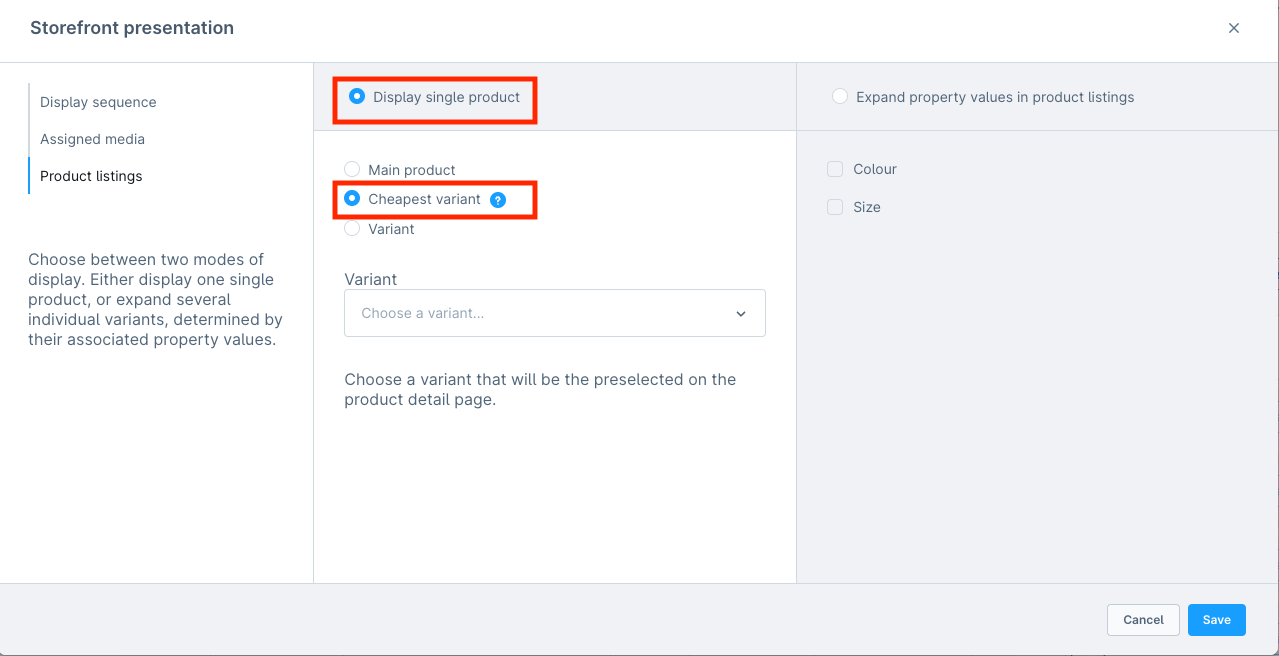 Storefront presentation
Display sequence
Assigned media
Product listings
Choose between two modes of
display. Either display one single
product, or expand several
individual variants, determined by
their associated property values.
Display single product
Main product
Cheapest variant ?
Variant
Variant
Choose a variant...
Choose a variant that will be the preselected on the
product detail page.
Expand property values in product listings
Colour
Size
Cancel
Save